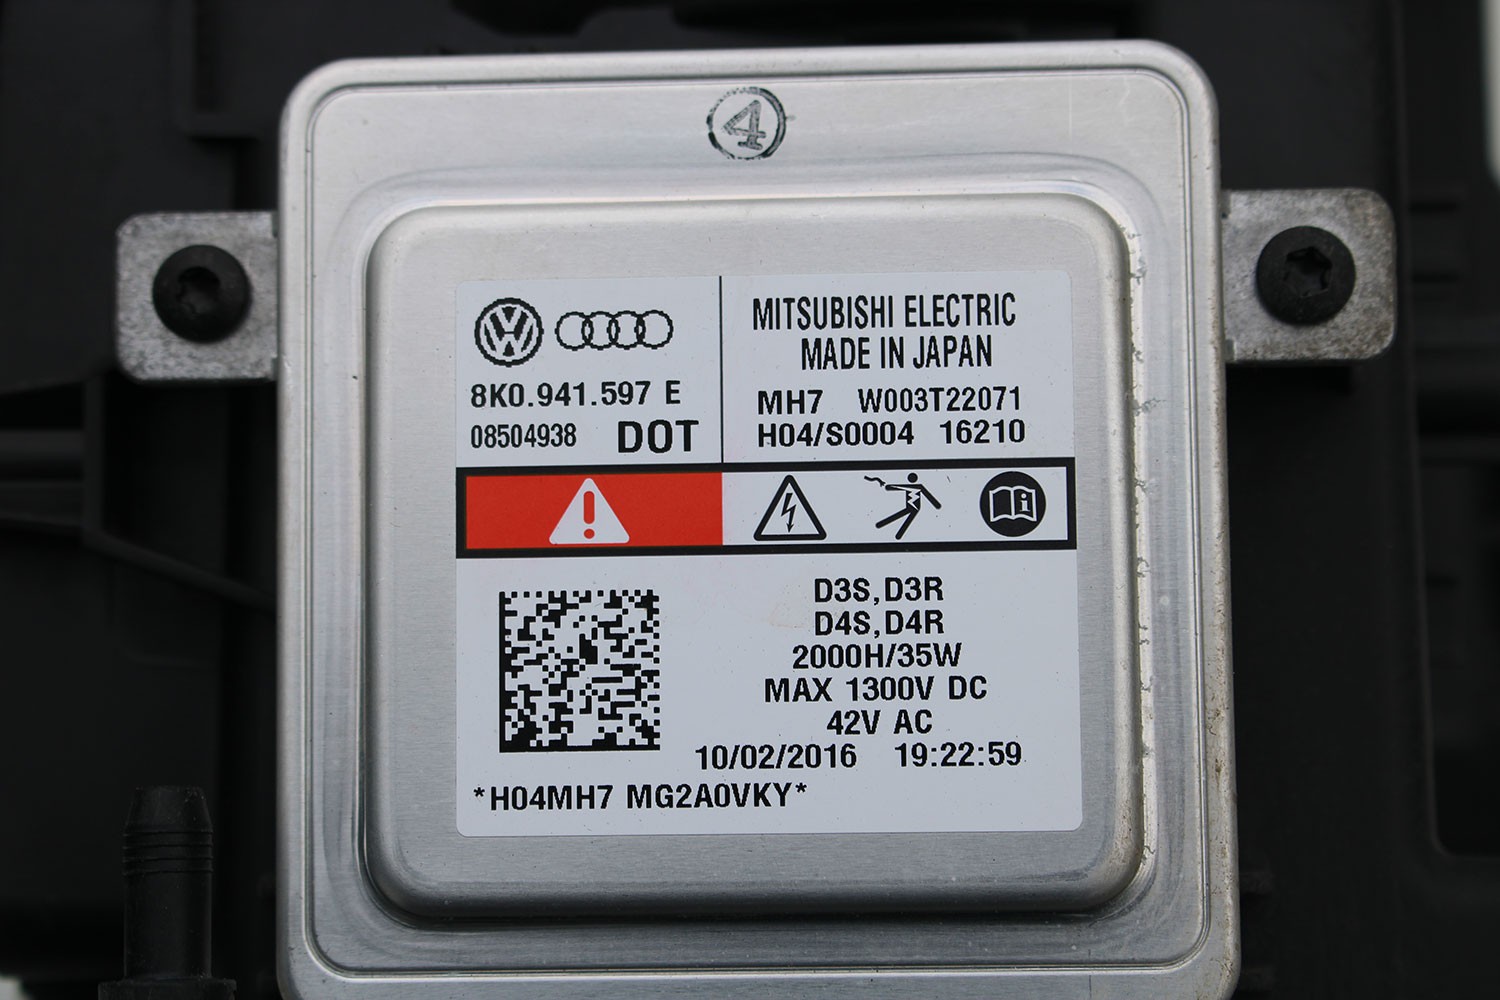 4
8K0.941.597 E
08504938 DOT
MITSUBISHI ELECTRIC
MADE IN JAPAN
MH7 W003T22071
H04/S0004 16210
D3S,D3R
D4S,D4R
2000H/35W
MAX 1300V DC
42V AC
10/02/2016 19:22:59
*H04MH7 MG2A0VKY*